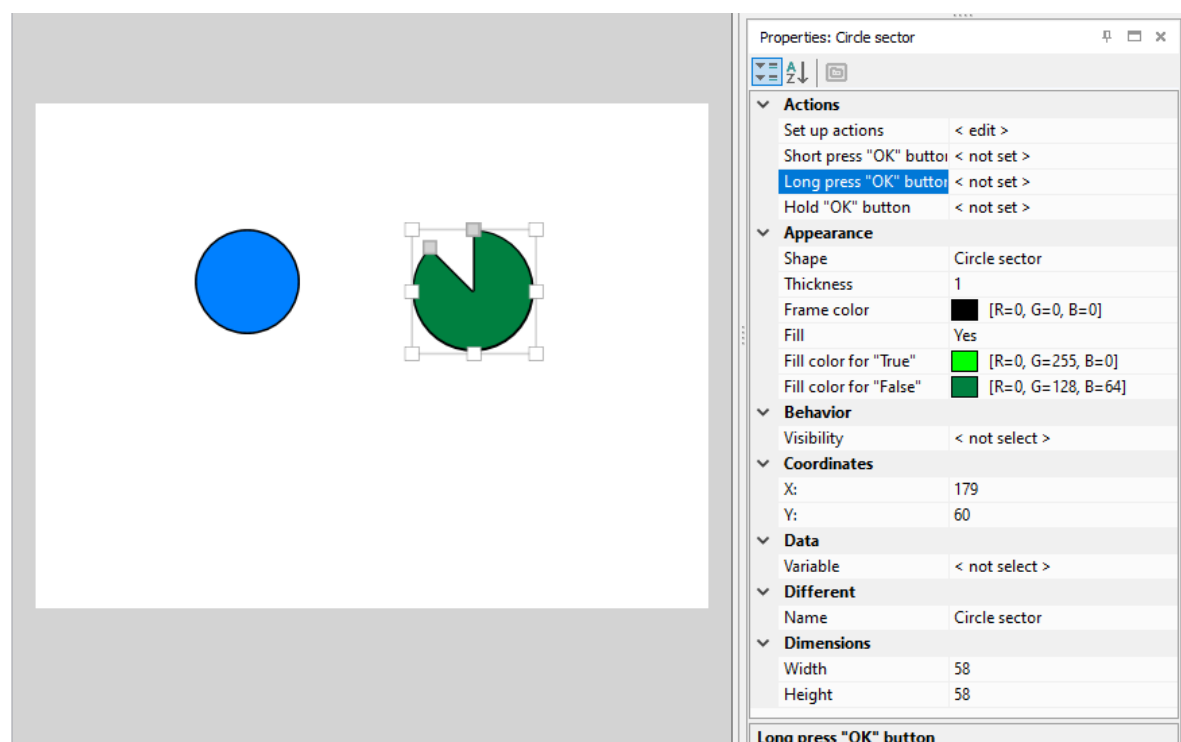 Properties: Circle sector
Actions
Set up actions < edit >
Short press "OK" button < not set >
Long press "OK" button < not set >
Hold "OK" button < not set >
Appearance
Shape Circle sector
Thickness 1
Frame color [R=0, G=0, B=0]
Fill Yes
Fill color for "True" [R=0, G=255, B=0]
Fill color for "False" [R=0, G=128, B=64]
Behavior
Visibility < not select >
Coordinates
X: 179
Y: 60
Data
Variable < not select >
Different
Name Circle sector
Dimensions
Width 58
Height 58
Long press "OK" button